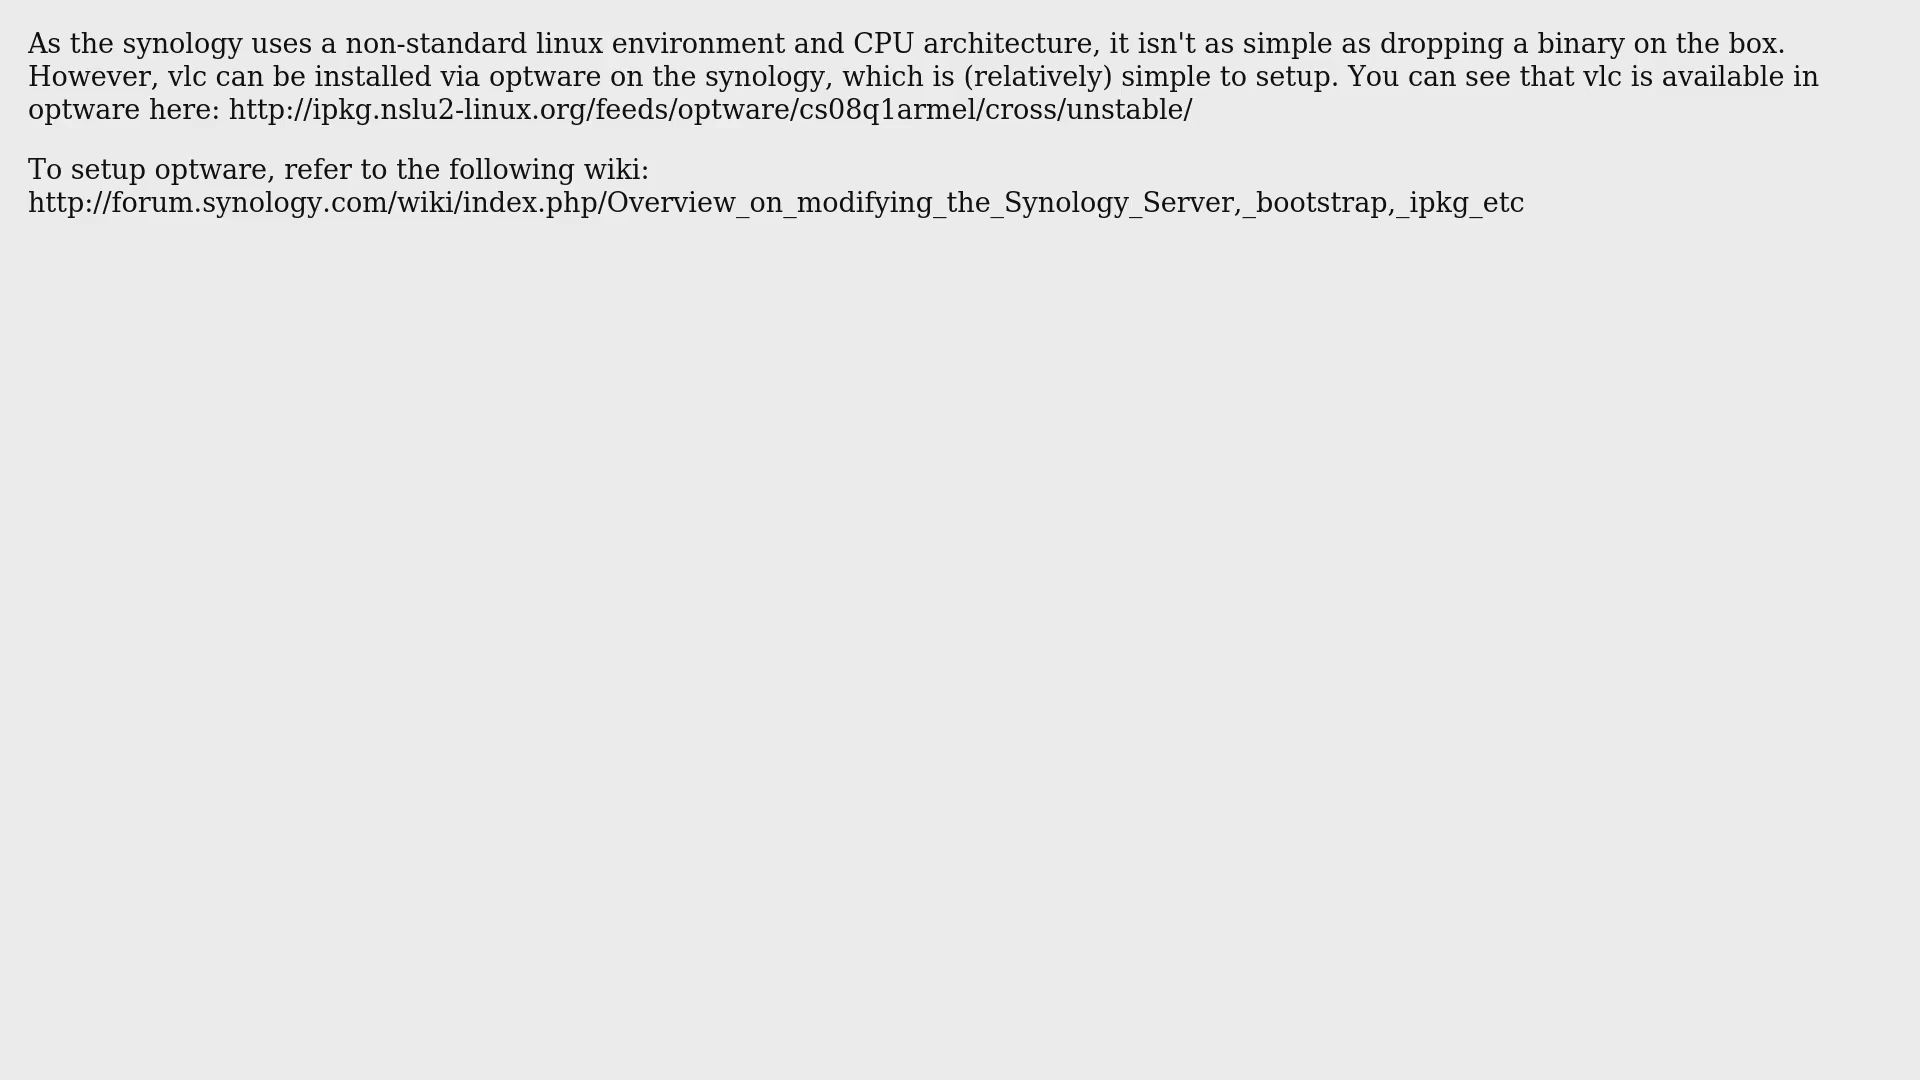 As the synology uses a non-standard linux environment and CPU architecture, it isn't as simple as dropping a binary on the box.
However, vlc can be installed via optware on the synology, which is (relatively) simple to setup. You can see that vlc is available in
optware here: http://ipkg.nslu2-linux.org/feeds/optware/cs08q1armel/cross/unstable/
To setup optware, refer to the following wiki:
http://forum.synology.com/wiki/index.php/Overview_on_modifying_the_Synology_Server,_bootstrap,_ipkg_etc